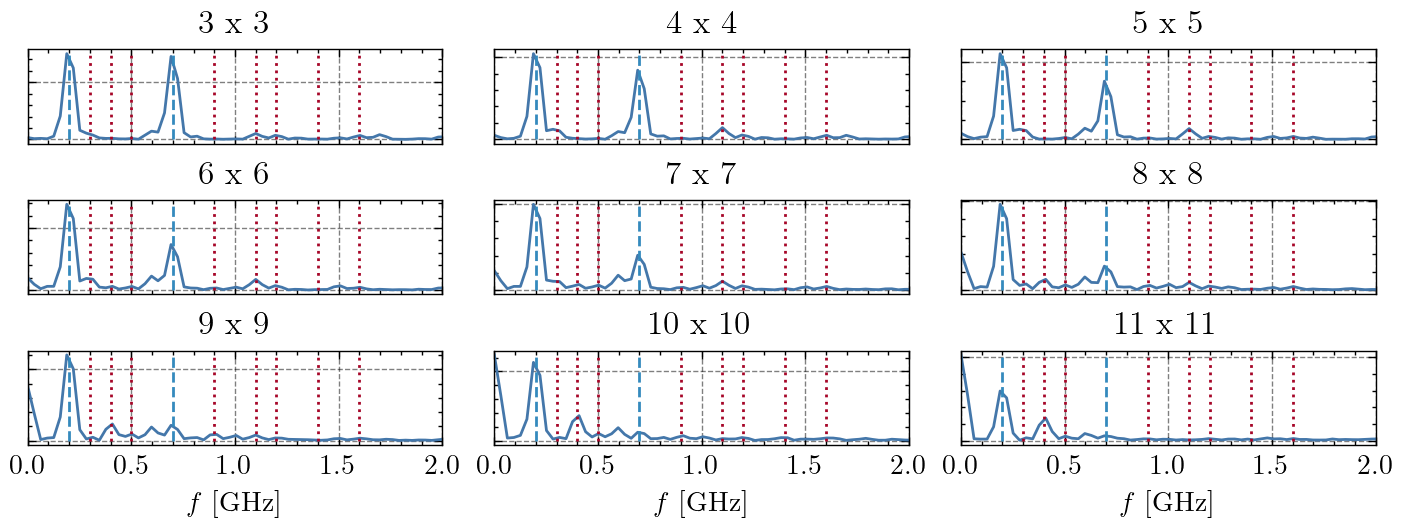 3 x 3
4 x 4
5 x 5
6 x 6
7 x 7
8 x 8
9 x 9
10 x 10
11 x 11
0.0 0.5 1.0 1.5 2.0
0.0 0.5 1.0 1.5 2.0
0.0 0.5 1.0 1.5 2.0
f [GHz]
f [GHz]
f [GHz]